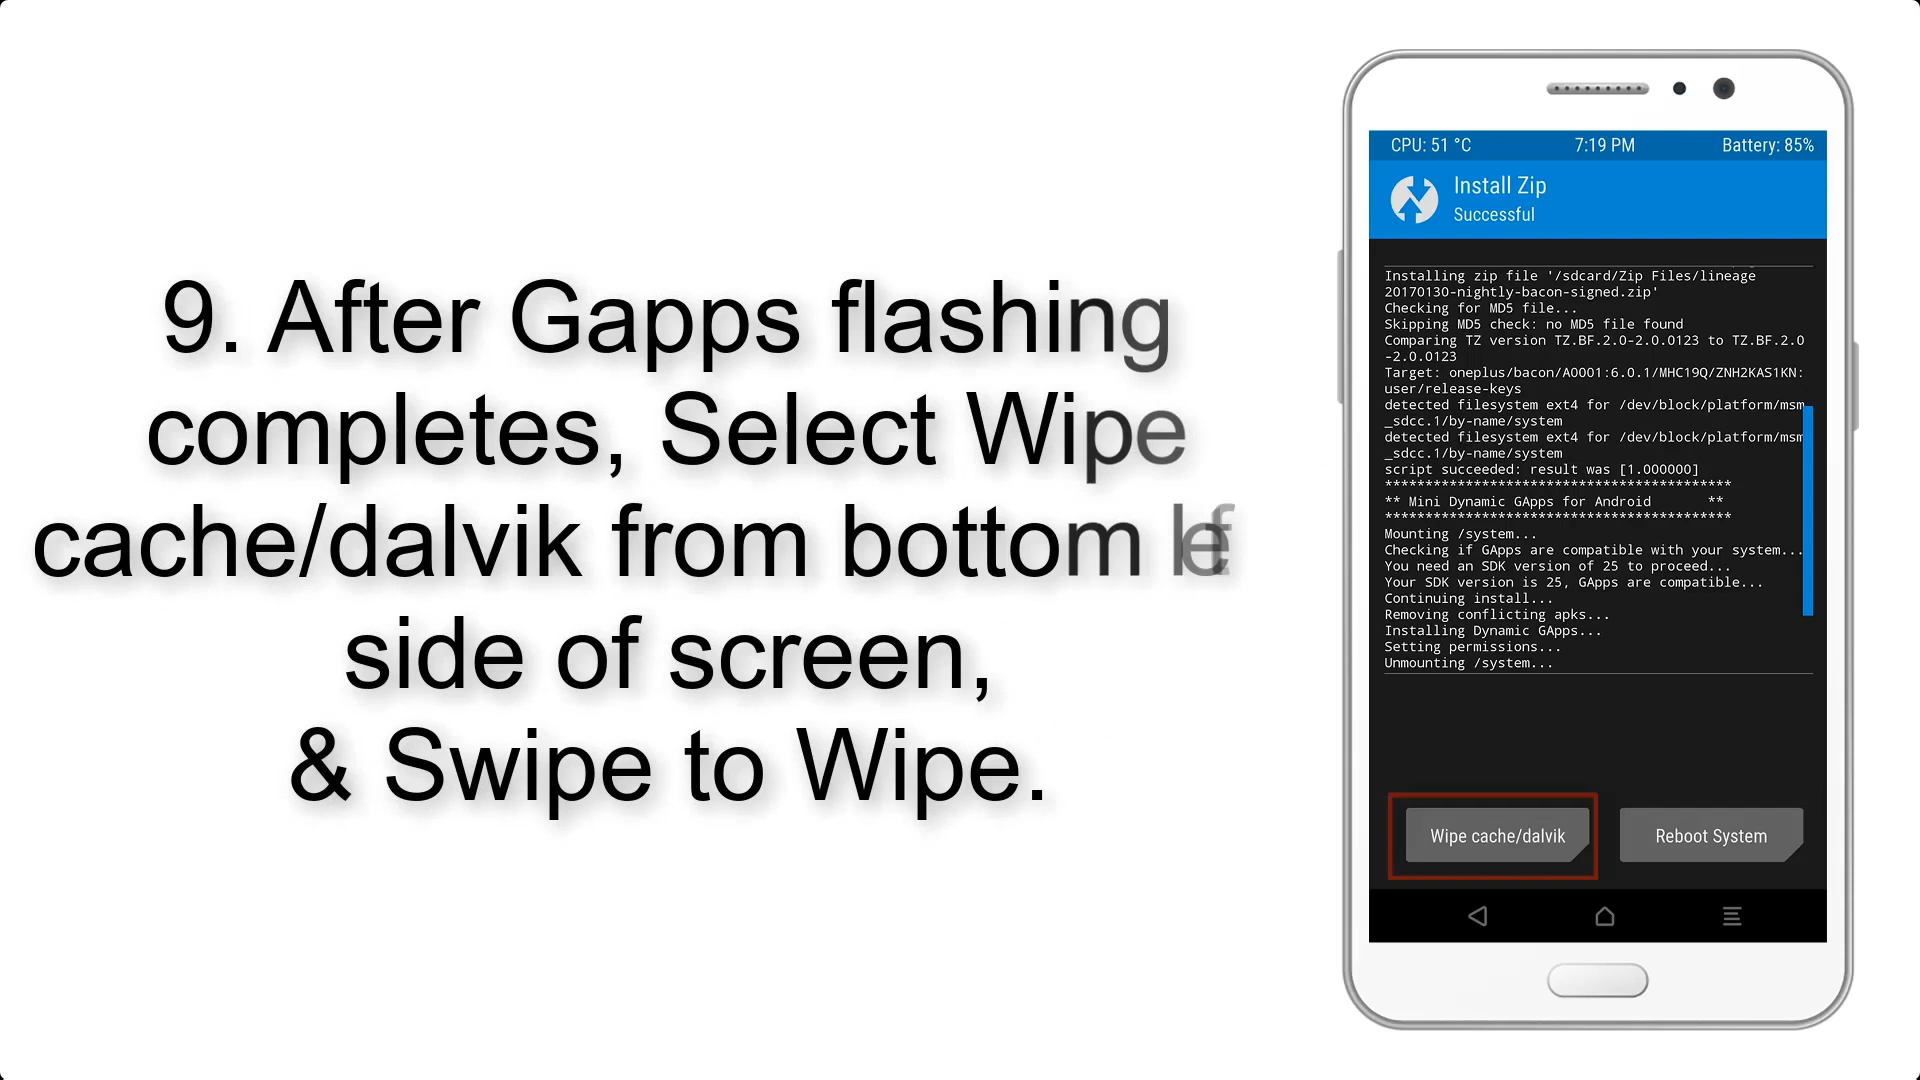 9. After Gapps flashing
completes, Select Wipe
cache/dalvik from bottom lef
side of screen,
& Swipe to Wipe.
CPU: 51 °C 7:19 PM Battery: 85%
Install Zip
Successful
Installing zip file '/sdcard/Zip Files/lineage
20170130-nightly-bacon-signed.zip'
Checking for MD5 file...
Skipping MD5 check: no MD5 file found
Comparing TZ version TZ.BF.2.0-2.0.0123 to TZ.BF.2.0
-2.0.0123
Target: oneplus/bacon/A0001:6.0.1/MHC19Q/ZNH2KAS1KN:
user/release-keys
detected filesystem ext4 for /dev/block/platform/msm
_sdcc.1/by-name/system
detected filesystem ext4 for /dev/block/platform/msm
_sdcc.1/by-name/system
script succeeded: result was [1.000000]
*******************************************
** Mini Dynamic GApps for Android **
*******************************************
Mounting /system...
Checking if GApps are compatible with your system...
You need an SDK version of 25 to proceed...
Your SDK version is 25, GApps are compatible...
Continuing install...
Removing conflicting apks...
Installing Dynamic GApps...
Setting permissions...
Unmounting /system...
Wipe cache/dalvik Reboot System